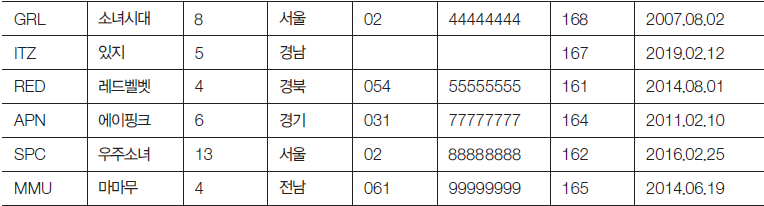 GRL 소녀시대 8 서울 02 44444444 168 2007.08.02
ITZ 있지 5 경남 167 2019.02.12
RED 레드벨벳 4 경북 054 55555555 161 2014.08.01
APN 에이핑크 6 경기 031 77777777 164 2011.02.10
SPC 우주소녀 13 서울 02 88888888 162 2016.02.25
MMU 마마무 4 전남 061 99999999 165 2014.06.19